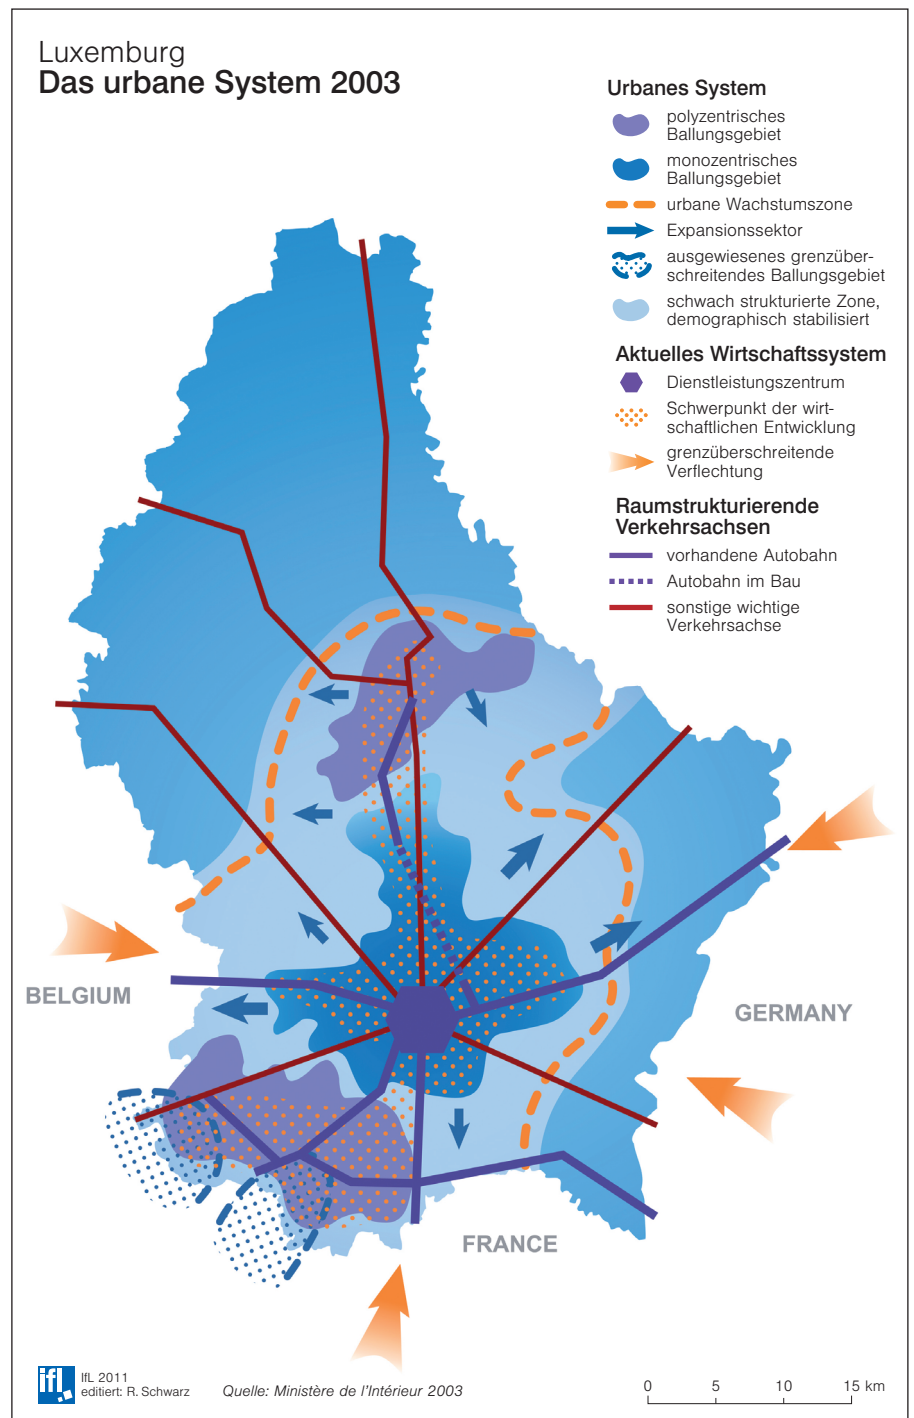 Luxemburg
Das urbane System 2003
Urbanes System
polyzentrisches
Ballungsgebiet
monozentrisches
Ballungsgebiet
urbane Wachstumszone
Expansionssektor
ausgewiesenes grenzüber-
schreitendes Ballungsgebiet
schwach strukturierte Zone,
demographisch stabilisiert
Aktuelles Wirtschaftssystem
Dienstleistungszentrum
Schwerpunkt der wirt-
schaftlichen Entwicklung
grenzüberschreitende
Verflechtung
Raumstrukturierende
Verkehrsachsen
vorhandene Autobahn
Autobahn im Bau
sonstige wichtige
Verkehrsachse
BELGIUM
GERMANY
FRANCE
ifl
IfL 2011
editiert: R. Schwarz
Quelle: Ministère de l'Intérieur 2003
0 5 10 15 km